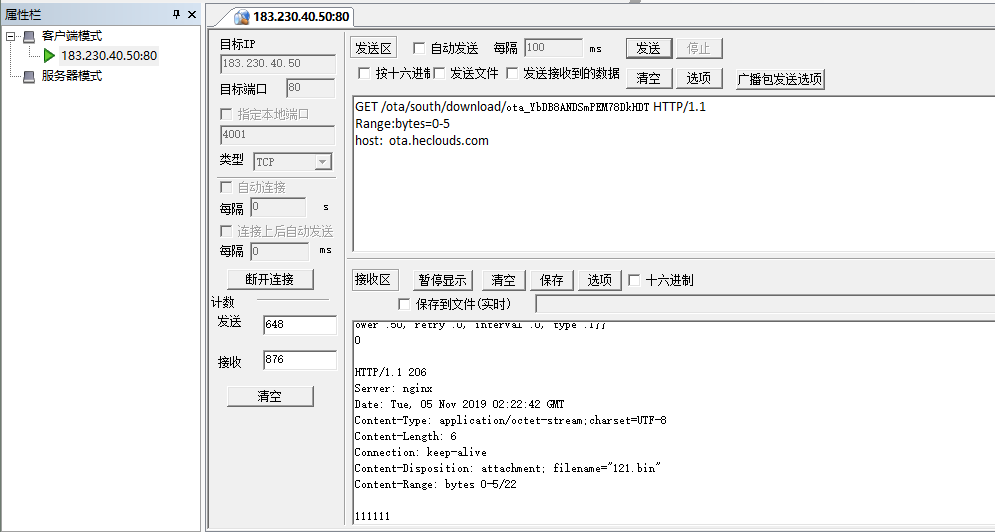 属性栏
客户端模式
183.230.40.50:80
服务器模式
183.230.40.50:80
目标IP
183.230.40.50
目标端口 80
指定本地端口
4001
类型 TCP
自动连接
每隔 0 s
连接上后自动发送
每隔 0 ms
断开连接
计数
发送 648
接收 876
清空
发送区 自动发送 每隔 100 ms 发送 停止
按十六进制 发送文件 发送接收到的数据 清空 选项 广播包发送选项
GET /ota/south/download/ota_YbDB8ANDSmPEM78DkHDT HTTP/1.1
Range:bytes=0-5
host: ota.heclouds.com
接收区 暂停显示 清空 保存 选项 十六进制
保存到文件(实时)
ower :50, retry :0, interval :0, type :1}}
0
HTTP/1.1 206
Server: nginx
Date: Tue, 05 Nov 2019 02:22:42 GMT
Content-Type: application/octet-stream;charset=UTF-8
Content-Length: 6
Connection: keep-alive
Content-Disposition: attachment; filename="121.bin"
Content-Range: bytes 0-5/22
111111